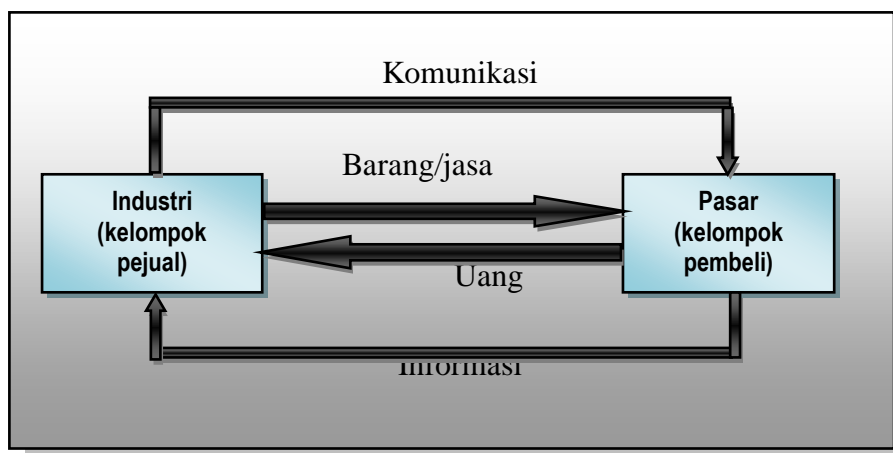 Komunikasi
Barang/jasa
Industri
(kelompok
pejual)
Pasar
(kelompok
pembeli)
Uang
Informasi